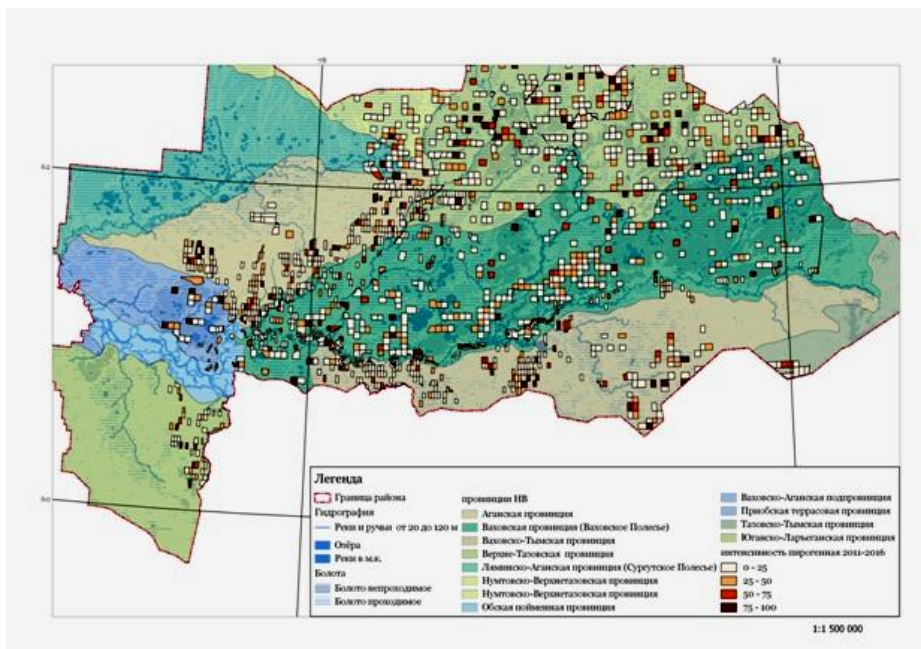 78
84
62
60
Легенда
Граница района
Гидрография
Реки и ручьи от 20 до 120 м
Озёра
Реки в м.к.
Болота
Болото непроходимое
Болото проходимое
провинции НВ
Аганская провинция
Ваховская провинция (Ваховское Полесье)
Ваховско-Тымская провинция
Верхне-Тазовская провинция
Ляминско-Аганская провинция (Сургутское Полесье)
Нумтовско-Верхнетазовская провинция
Нумтовско-Верхнетазовская провинция
Обская пойменная провинция
Ваховско-Аганская подпровинция
Приобская террасовая провинция
Тазовско-Тымская провинция
Юганско-Ларьеганская провинция
интенсивность пирогенная 2011-2016
0 - 25
25 - 50
50 - 75
75 - 100
1:1 500 000